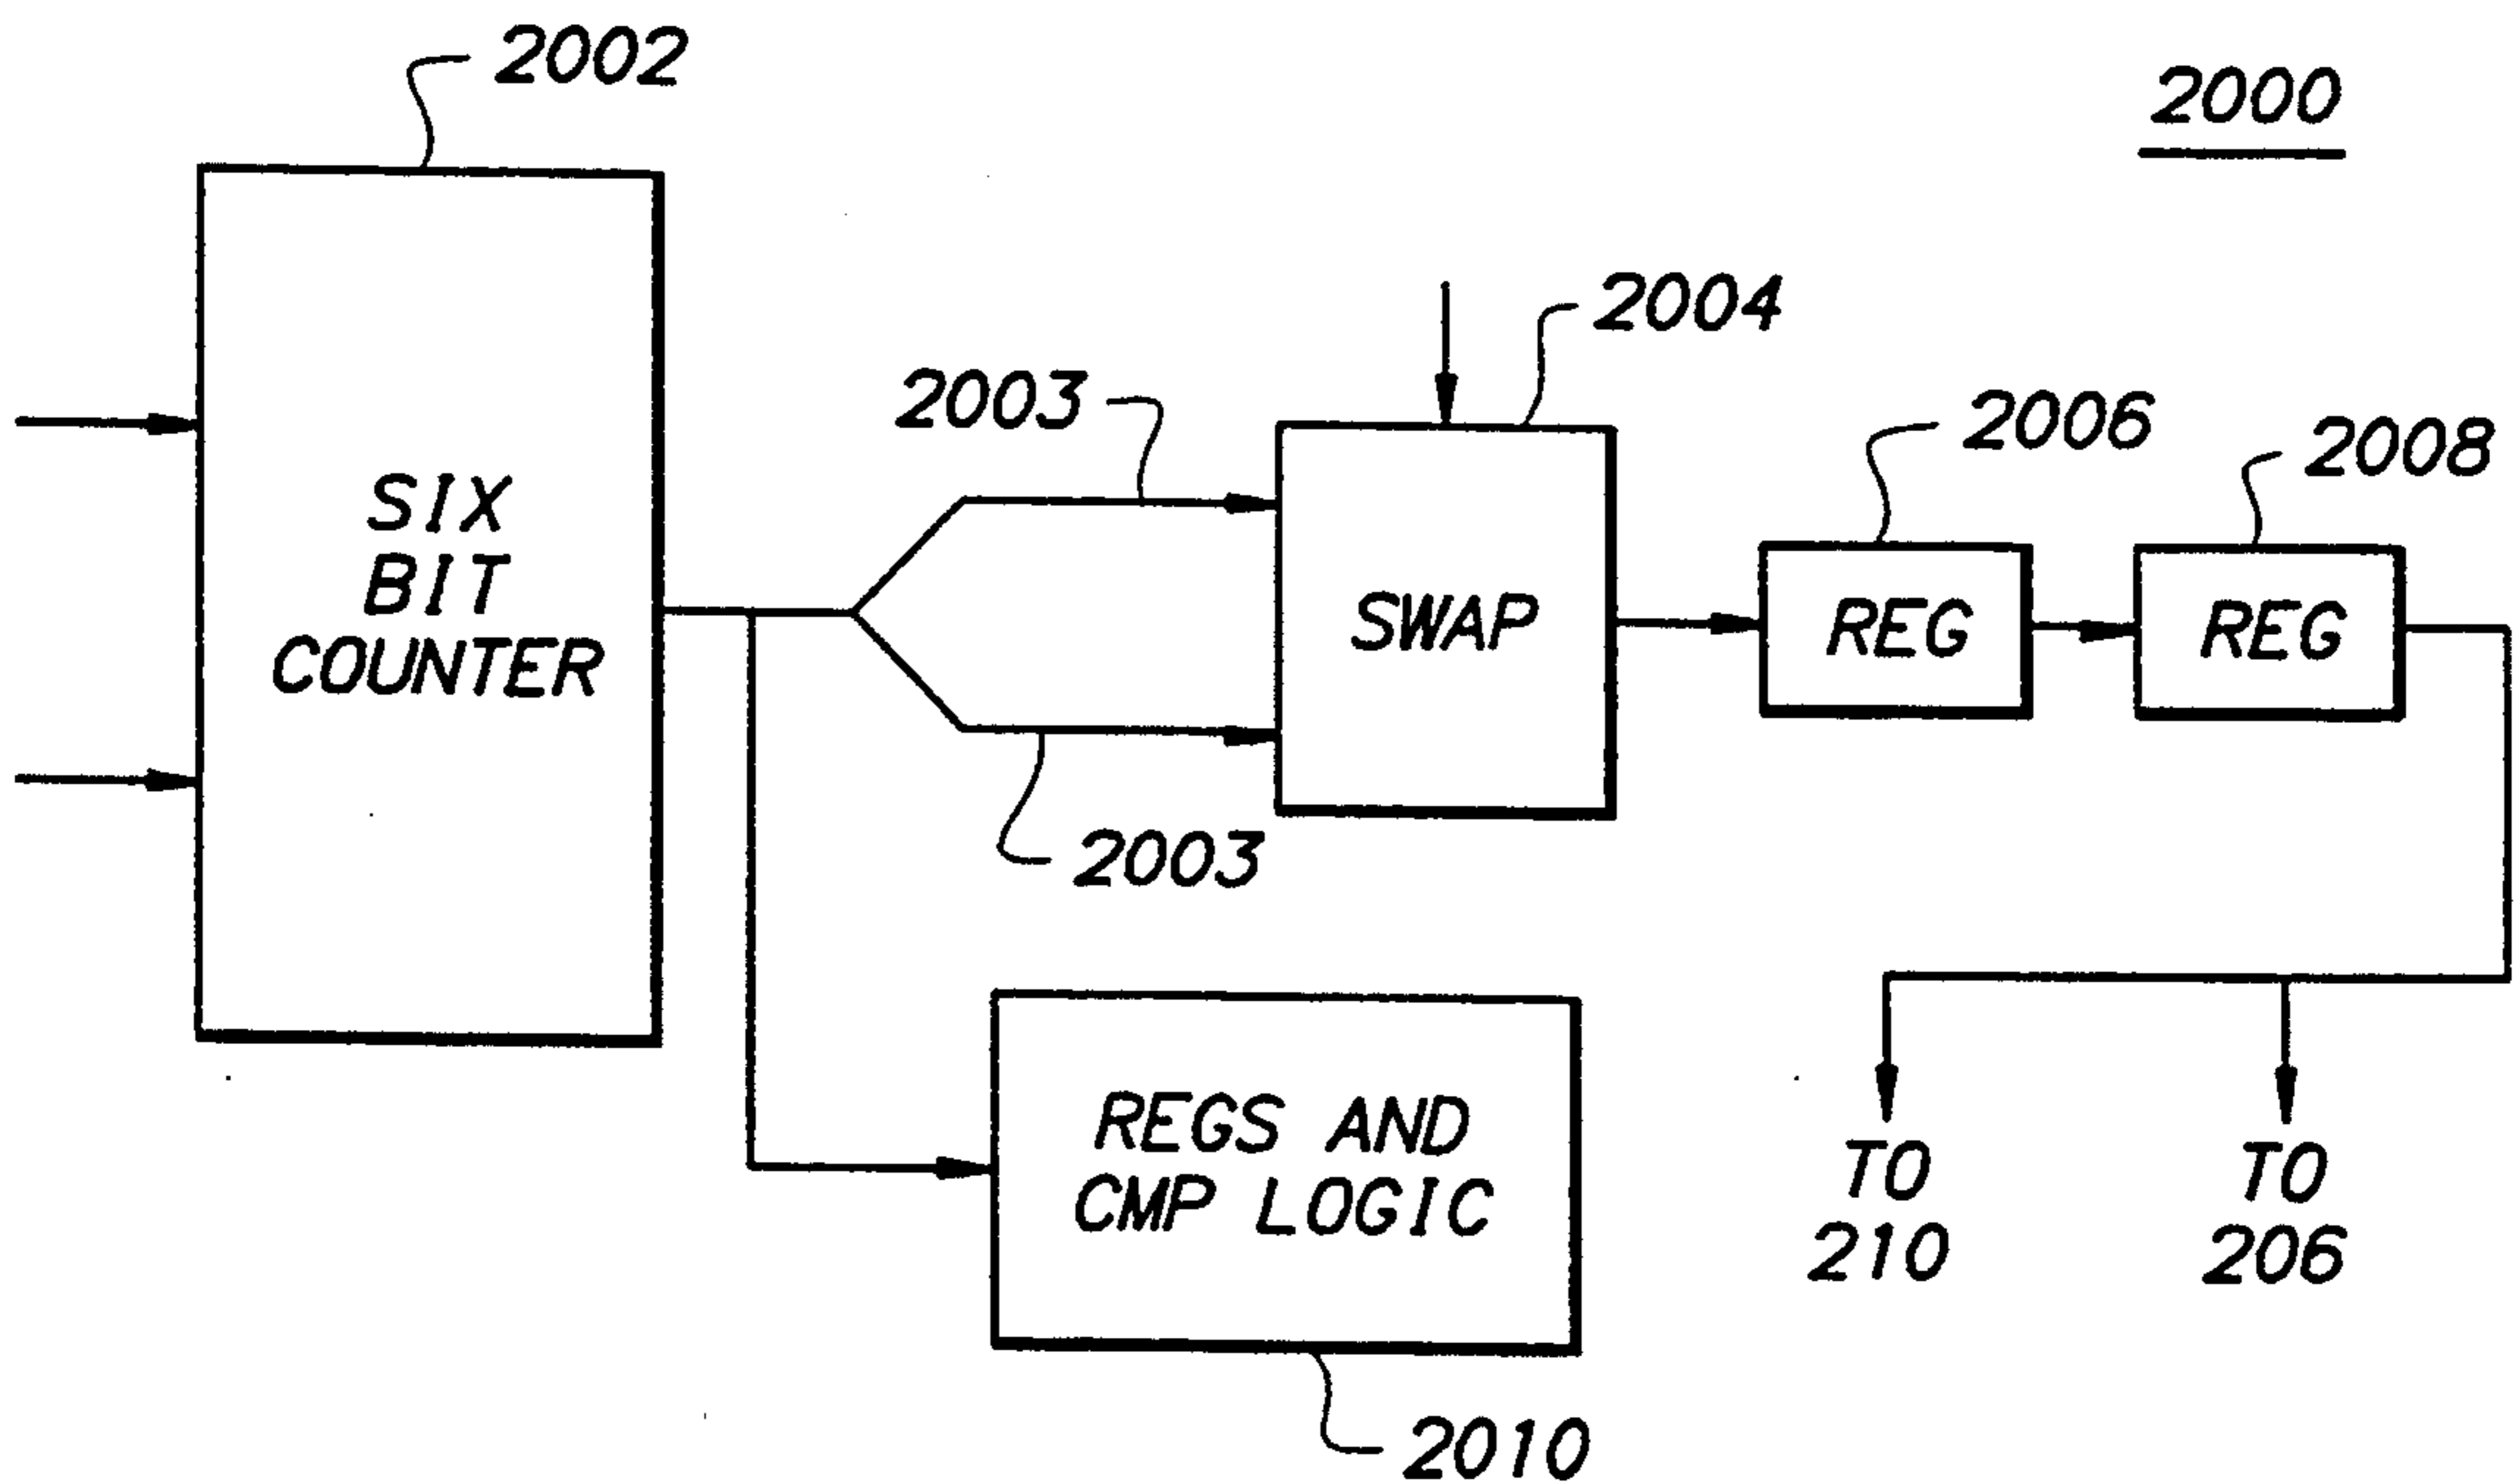 2002
2000
SIX
BIT
COUNTER
2003
2003
2004
SWAP
2006
REG
2008
REG
REGS AND
CMP LOGIC
2010
TO
210
TO
206